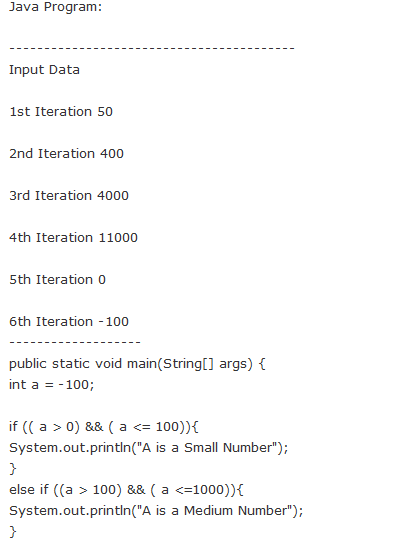 Java Program:
-----------------------------------------
Input Data
1st Iteration 50
2nd Iteration 400
3rd Iteration 4000
4th Iteration 11000
5th Iteration 0
6th Iteration -100
-------------------
public static void main(String[] args) {
int a = -100;
if (( a > 0) && ( a <= 100)){
System.out.println("A is a Small Number");
}
else if ((a > 100) && ( a <=1000)){
System.out.println("A is a Medium Number");
}